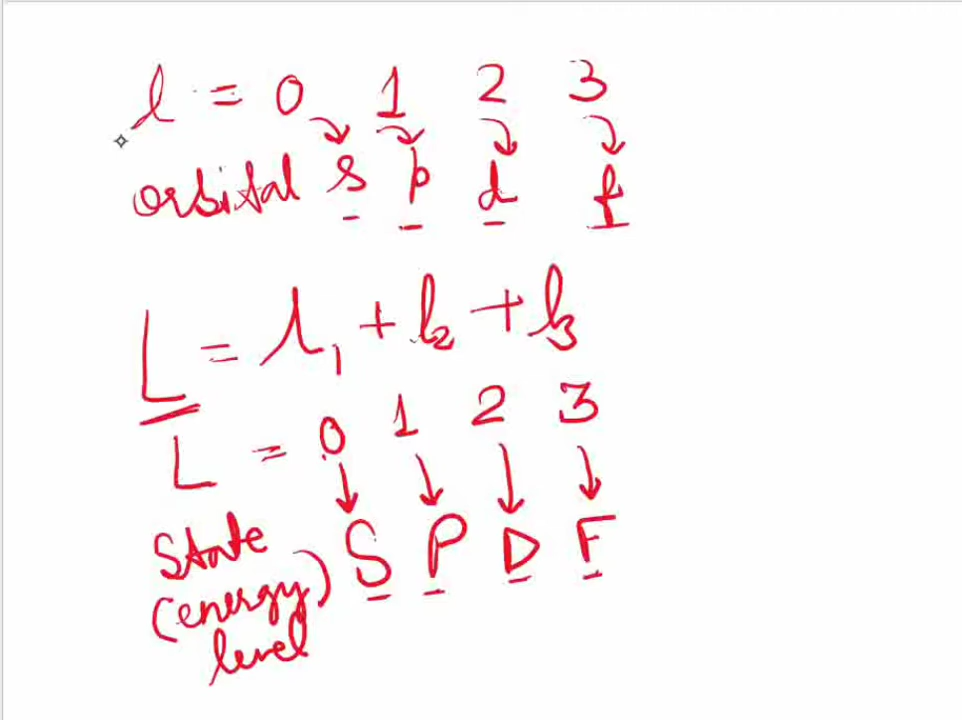 l = 0 1 2 3
orbital s p d f
L = l₁ + l₂ + l₃
L = 0 1 2 3
State S P D F
(energy)
level